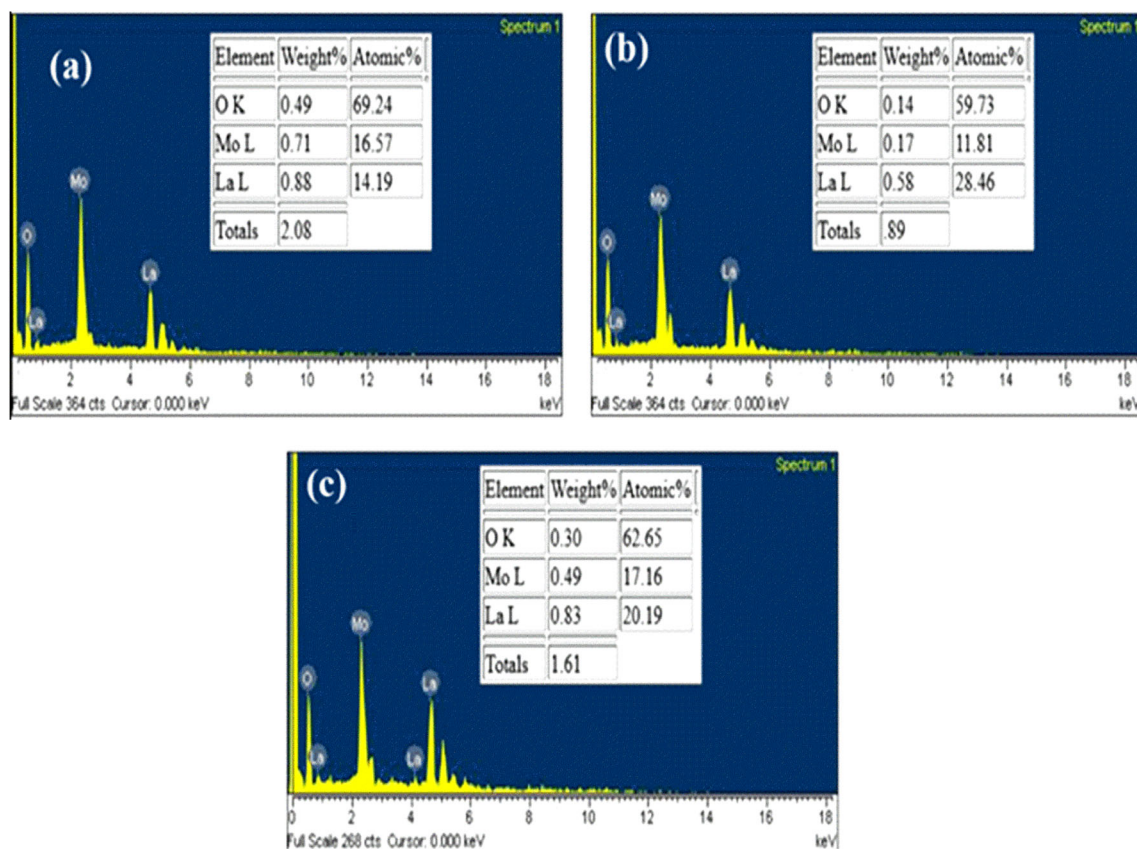 (a)
Spectrum 1
Element Weight% Atomic%
O K 0.49 69.24
Mo L 0.71 16.57
La L 0.88 14.19
Totals 2.08
Mo
O
La
La
2 4 6 8 10 12 14 16 18
Full Scale 364 cts Cursor: 0.000 keV
keV
(b)
Spectrum 1
Element Weight% Atomic%
O K 0.14 59.73
Mo L 0.17 11.81
La L 0.58 28.46
Totals .89
Mo
O
La
La
2 4 6 8 10 12 14 16 18
Full Scale 364 cts Cursor: 0.000 keV
keV
(c)
Spectrum 1
Element Weight% Atomic%
O K 0.30 62.65
Mo L 0.49 17.16
La L 0.83 20.19
Totals 1.61
Mo
O
La
La
La
0 2 4 6 8 10 12 14 16 18
Full Scale 268 cts Cursor: 0.000 keV
keV